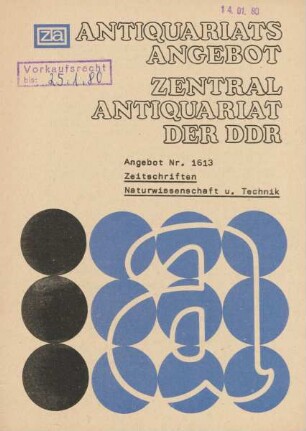 14. 01. 80
za
ANTIQUARIATS
ANGEBOT
Vorkaufsrecht
bis: 25.1.80
ZENTRAL
ANTIQUARIAT
DER DDR
Angebot Nr. 1613
Zeitschriften
Naturwissenschaft u. Technik
a